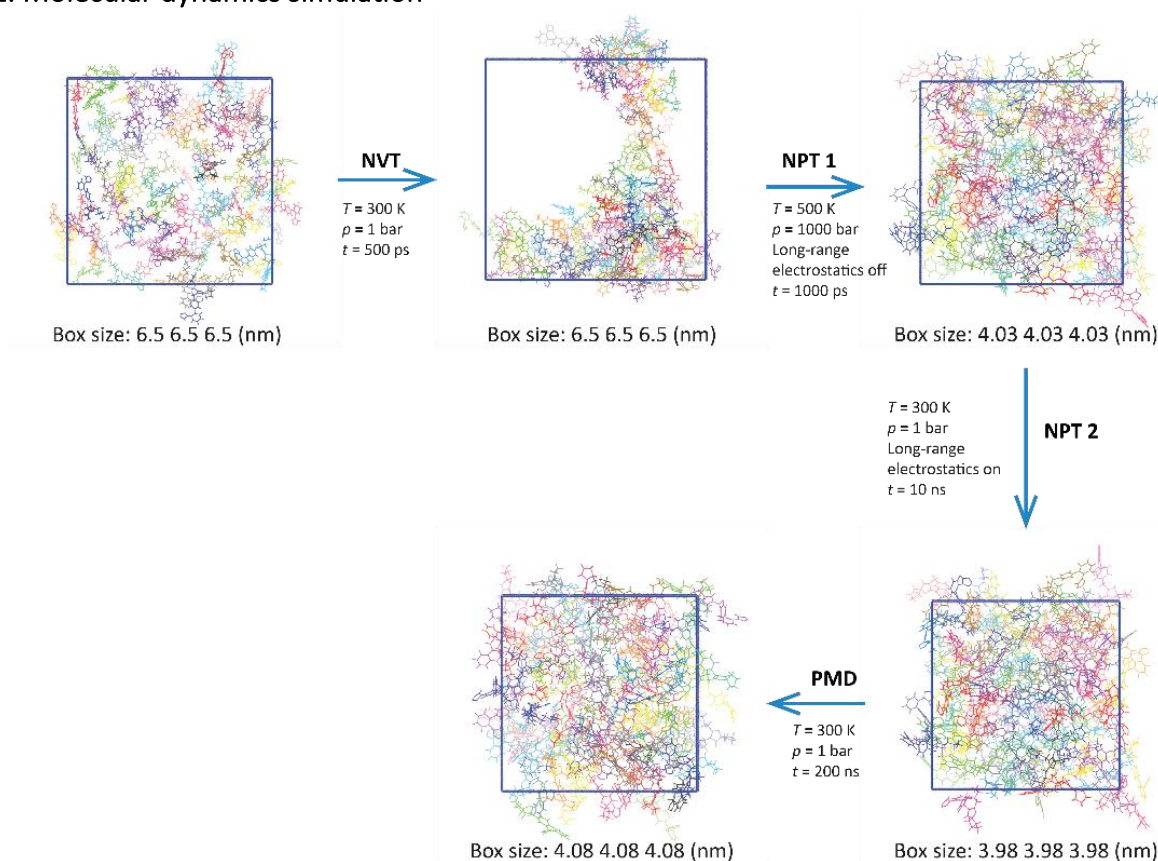 Molecular dynamics simulation
NVT
T = 300 K
p = 1 bar
t = 500 ps
NPT 1
T = 500 K
p = 1000 bar
Long-range
electrostatics off
t = 1000 ps
Box size: 6.5 6.5 6.5 (nm)
Box size: 6.5 6.5 6.5 (nm)
Box size: 4.03 4.03 4.03 (nm)
T = 300 K
p = 1 bar
Long-range
electrostatics on
t = 10 ns
NPT 2
PMD
T = 300 K
p = 1 bar
t = 200 ns
Box size: 4.08 4.08 4.08 (nm)
Box size: 3.98 3.98 3.98 (nm)